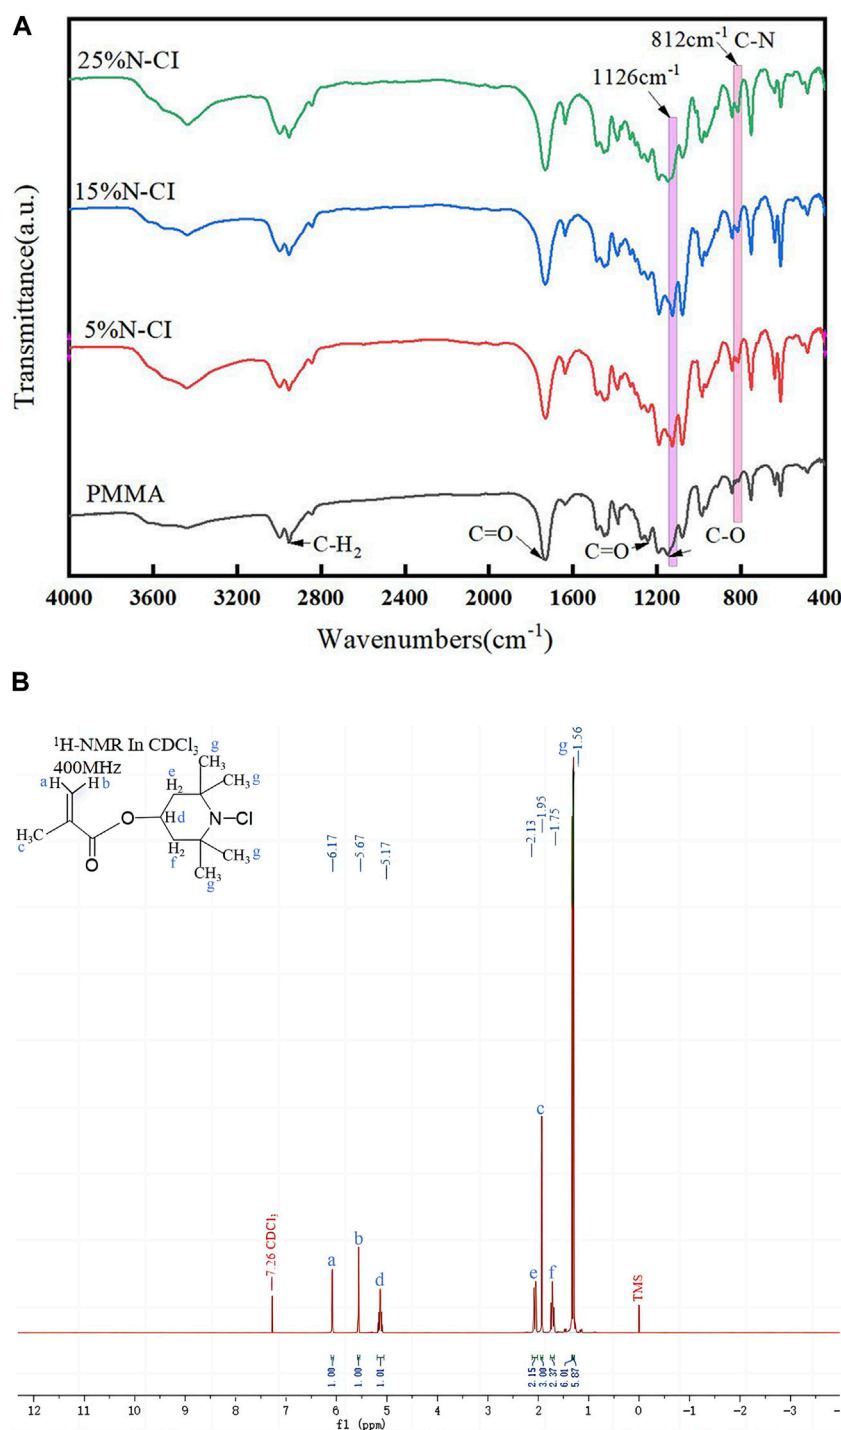 A
25%N-CI
812cm-1 C-N
1126cm-1
15%N-CI
5%N-CI
PMMA
C-H2
C=O
C=O
C-O
Transmittance(a.u.)
4000 3600 3200 2800 2400 2000 1600 1200 800 400
Wavenumbers(cm-1)
B
1H-NMR In CDCl3
400MHz
a H H b
H3C
c
O
O
H d
e
H2
H2
f
N-Cl
g
CH3
CH3 g
CH3 g
CH3
g
—6.17
—5.67
—5.17
—2.13
—1.95
—1.75
g
—1.56
—7.26 CDCl3
a
b
d
e
c
f
TMS
1.00
1.00
1.01
2.15
3.00
2.37
6.01
5.87
12 11 10 9 8 7 6 5 4 3 2 1 0 -1 -2 -3 -
f1 (ppm)